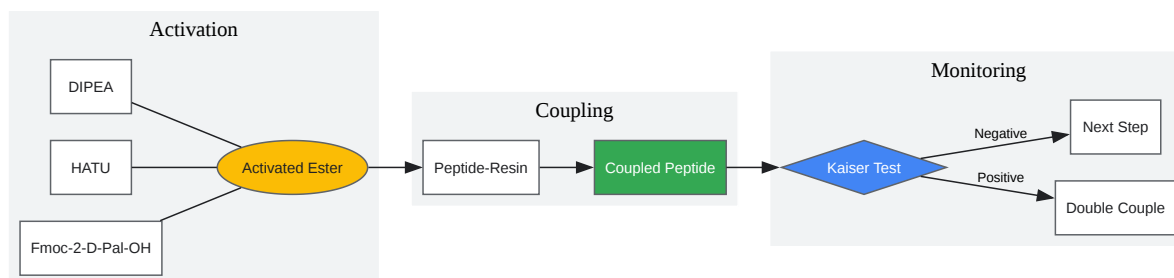 Activation
DIPEA
HATU
Fmoc-2-D-Pal-OH
Activated Ester
Coupling
Peptide-Resin
Coupled Peptide
Monitoring
Kaiser Test
Negative
Positive
Next Step
Double Couple